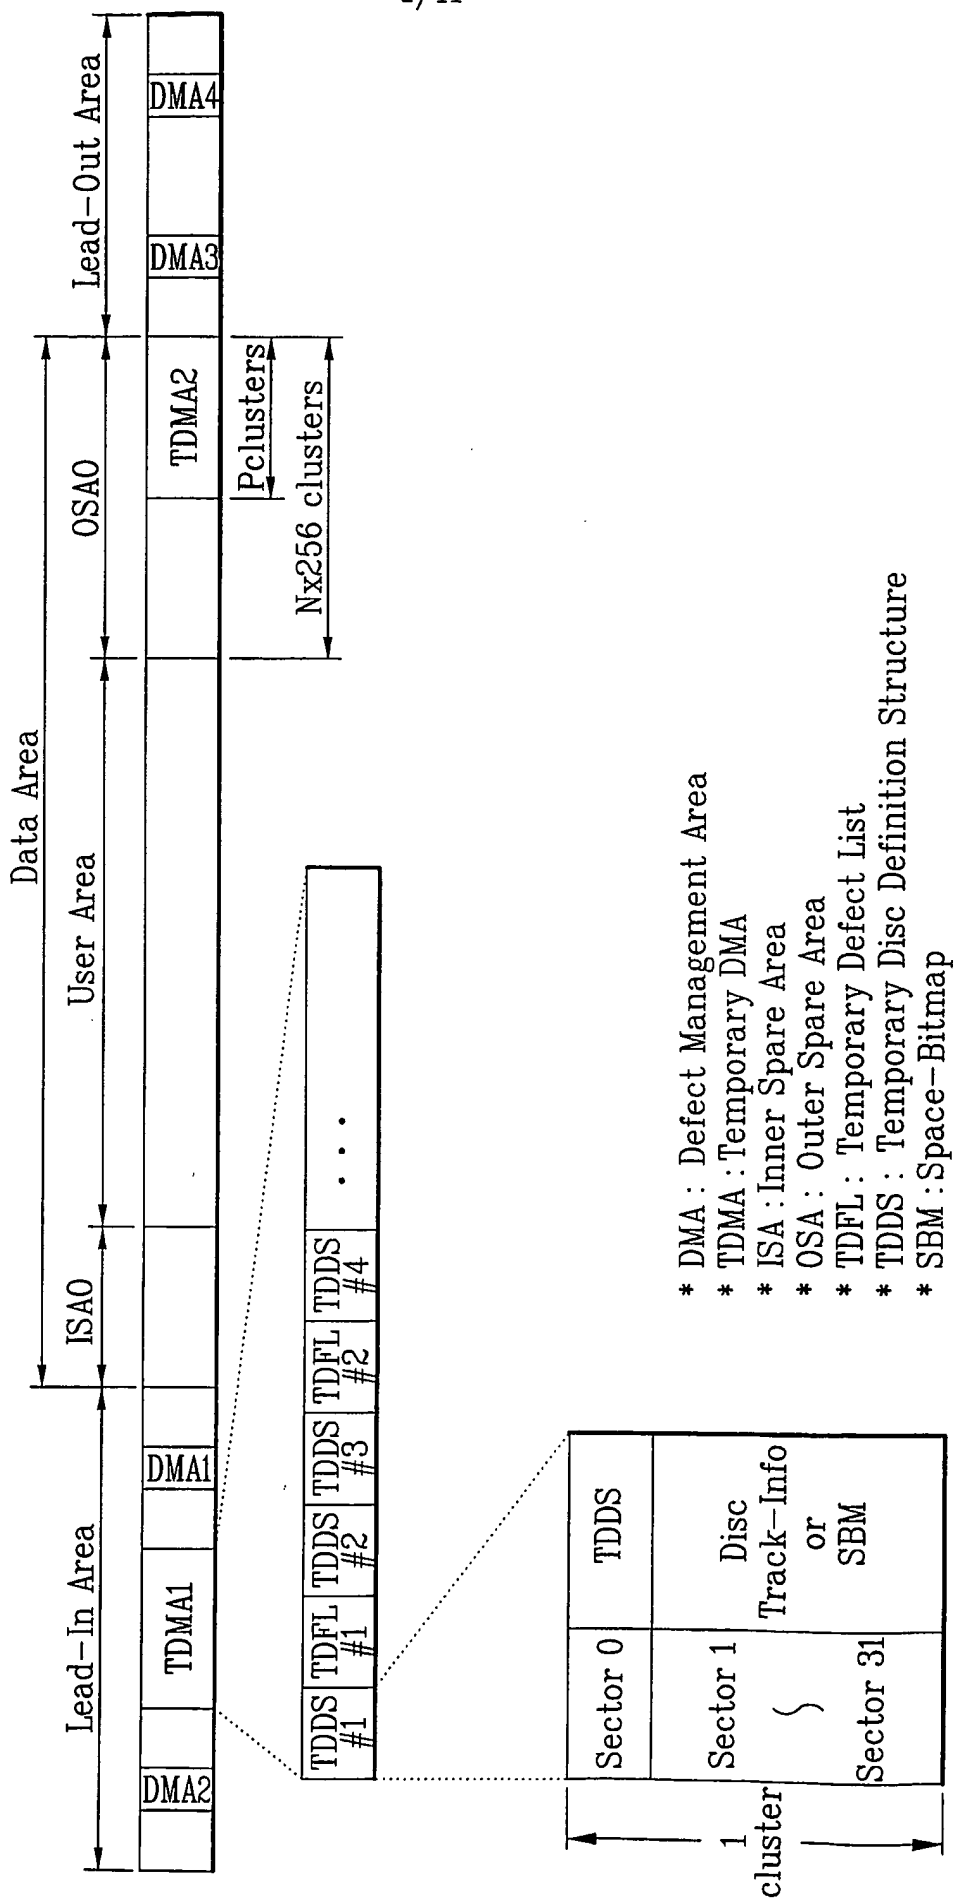 Data Area
Lead-In Area
ISA0
User Area
OSA0
Lead-Out Area
DMA2
TDMA1
DMA1
TDMA2
DMA3
DMA4
Pclusters
Nx256 clusters
TDDS #1
TDFL #1
TDDS #2
TDDS #3
TDFL #2
TDDS #4
• • •
1 cluster
Sector 0
TDDS
Sector 1
Sector 31
Disc
Track-Info
or
SBM
* DMA : Defect Management Area
* TDMA : Temporary DMA
* ISA : Inner Spare Area
* OSA : Outer Spare Area
* TDFL : Temporary Defect List
* TDDS : Temporary Disc Definition Structure
* SBM : Space-Bitmap